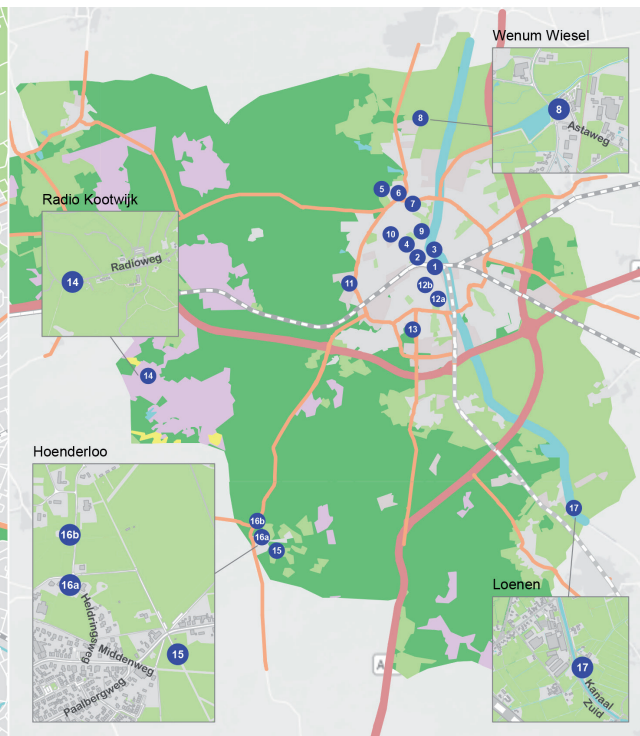 Wenum Wiesel
8
Astaweg
8
5
6
7
10
9
4
3
2
1
11
12b
12a
13
Radio Kootwijk
14
Radioweg
14
Hoenderloo
16b
16a
Heldringsweg
Middenweg
15
Paalbergweg
16b
16a
15
17
A
Loenen
17
Kanaal
Zuid